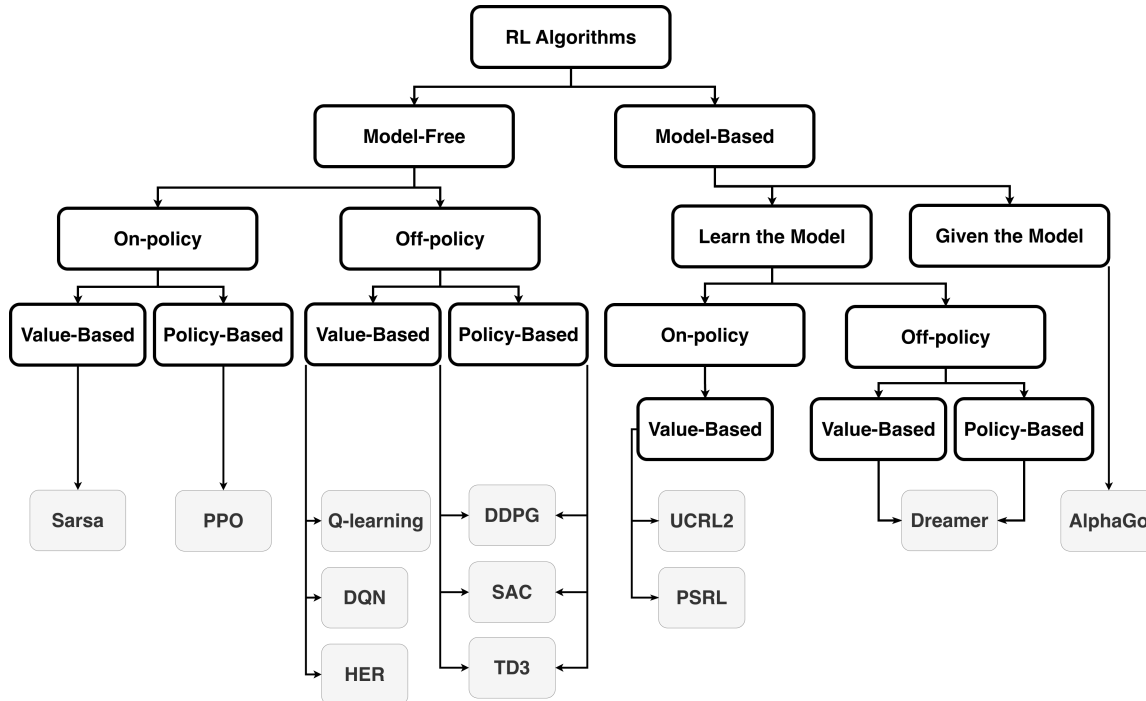 RL Algorithms
Model-Free
Model-Based
On-policy
Off-policy
Learn the Model
Given the Model
Value-Based
Policy-Based
Value-Based
Policy-Based
On-policy
Off-policy
Value-Based
Value-Based
Policy-Based
Sarsa
PPO
Q-learning
DDPG
UCRL2
Dreamer
AlphaGo
DQN
SAC
PSRL
HER
TD3